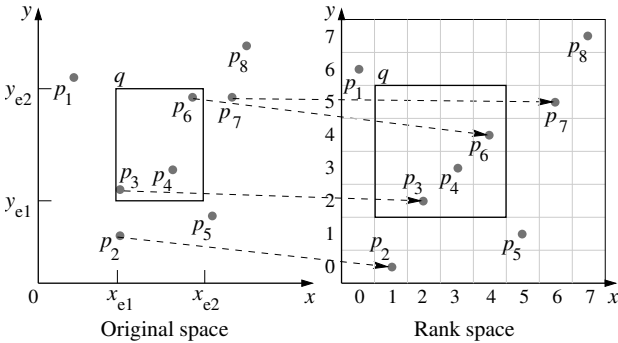 y
p8
q
ye2
p1
p6
p7
p3
p4
ye1
p2
p5
0
xe1
xe2
x
Original space
y
7
6
5
4
3
2
1
0
p8
p1
q
p7
p6
p3
p4
p2
p5
0 1 2 3 4 5 6 7 x
Rank space